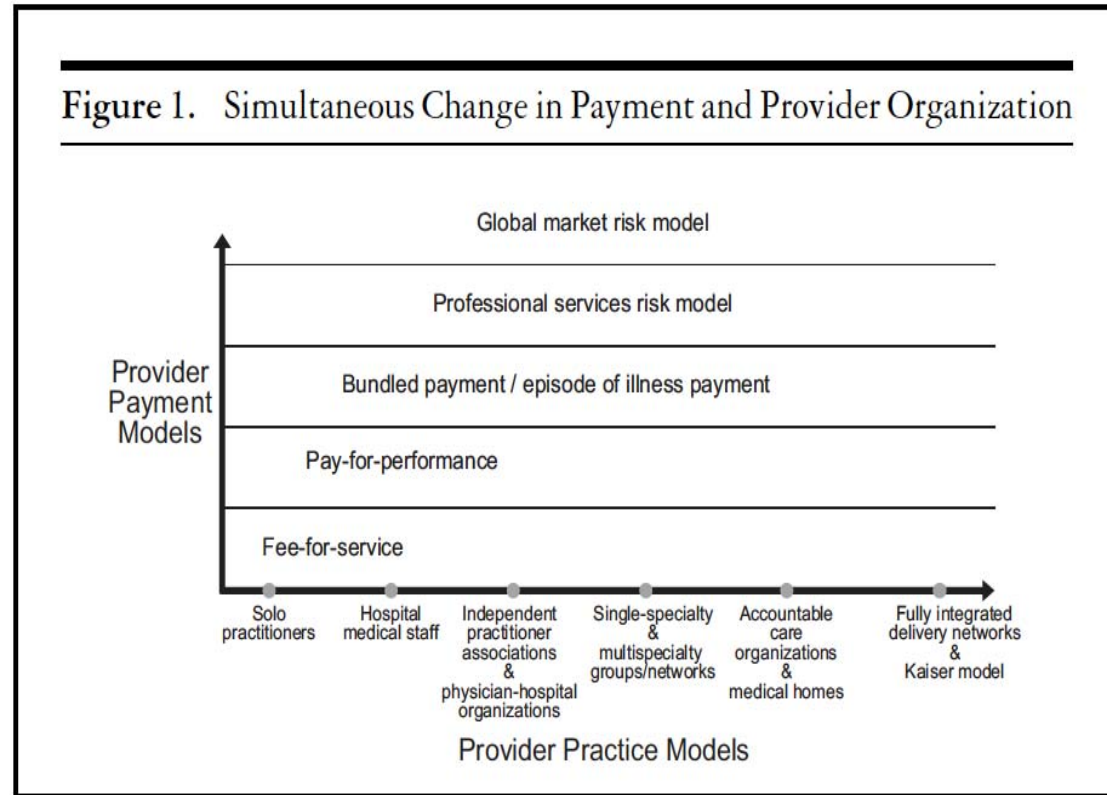 Figure 1. Simultaneous Change in Payment and Provider Organization
Global market risk model
Professional services risk model
Bundled payment / episode of illness payment
Pay-for-performance
Fee-for-service
Provider
Payment
Models
Solo
practitioners
Hospital
medical staff
Independent
practitioner
associations
&
physician-hospital
organizations
Single-specialty
&
multispecialty
groups/networks
Accountable
care
organizations
&
medical homes
Fully integrated
delivery networks
&
Kaiser model
Provider Practice Models